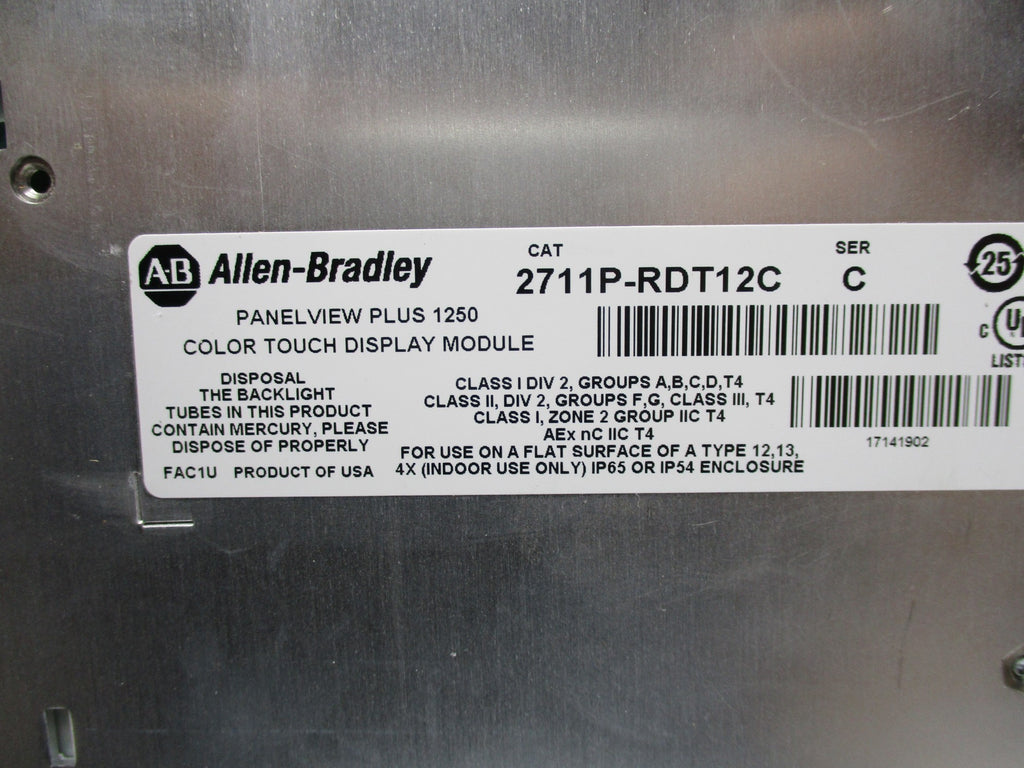 AB Allen-Bradley
PANELVIEW PLUS 1250
COLOR TOUCH DISPLAY MODULE
CAT
2711P-RDT12C
SER
C
25
DISPOSAL
THE BACKLIGHT
TUBES IN THIS PRODUCT
CONTAIN MERCURY, PLEASE
DISPOSE OF PROPERLY
FAC1U PRODUCT OF USA
CLASS I DIV 2, GROUPS A,B,C,D,T4
CLASS II, DIV 2, GROUPS F,G, CLASS III, T4
CLASS I, ZONE 2 GROUP IIC T4
AEx nC IIC T4
FOR USE ON A FLAT SURFACE OF A TYPE 12,13,
4X (INDOOR USE ONLY) IP65 OR IP54 ENCLOSURE
17141902
C